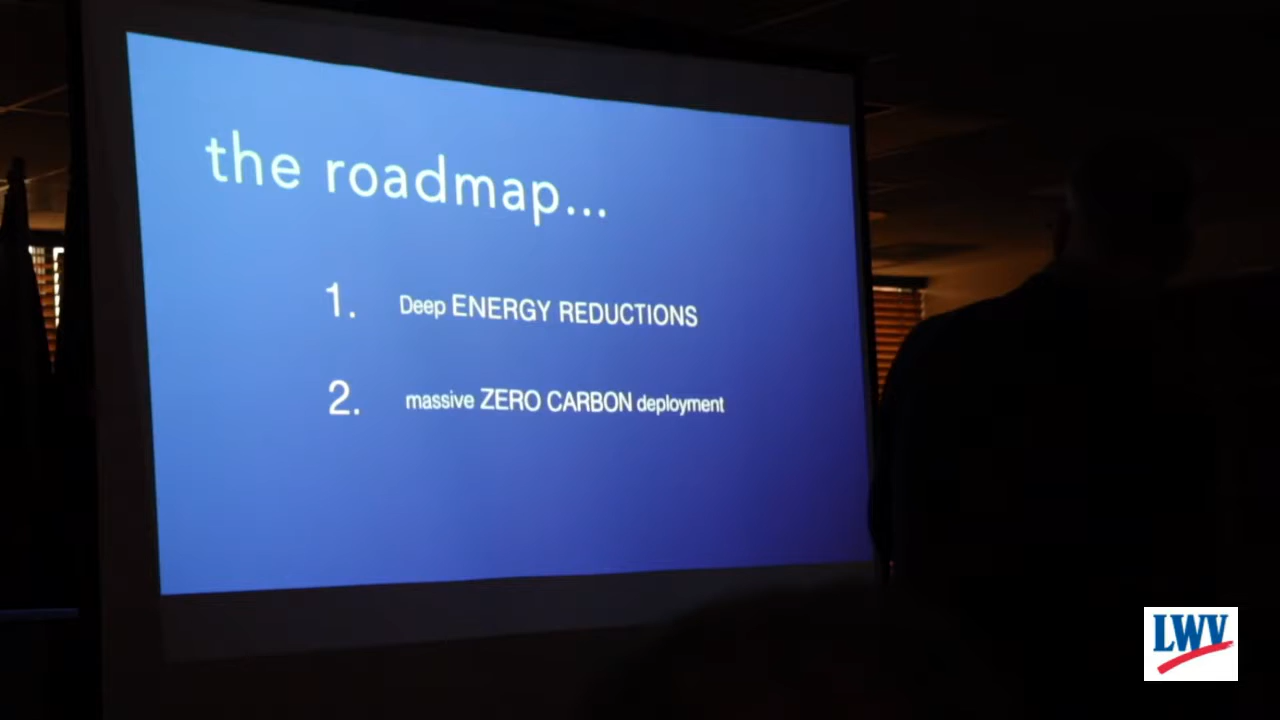 the roadmap...
1. Deep ENERGY REDUCTIONS
2. massive ZERO CARBON deployment
LWV